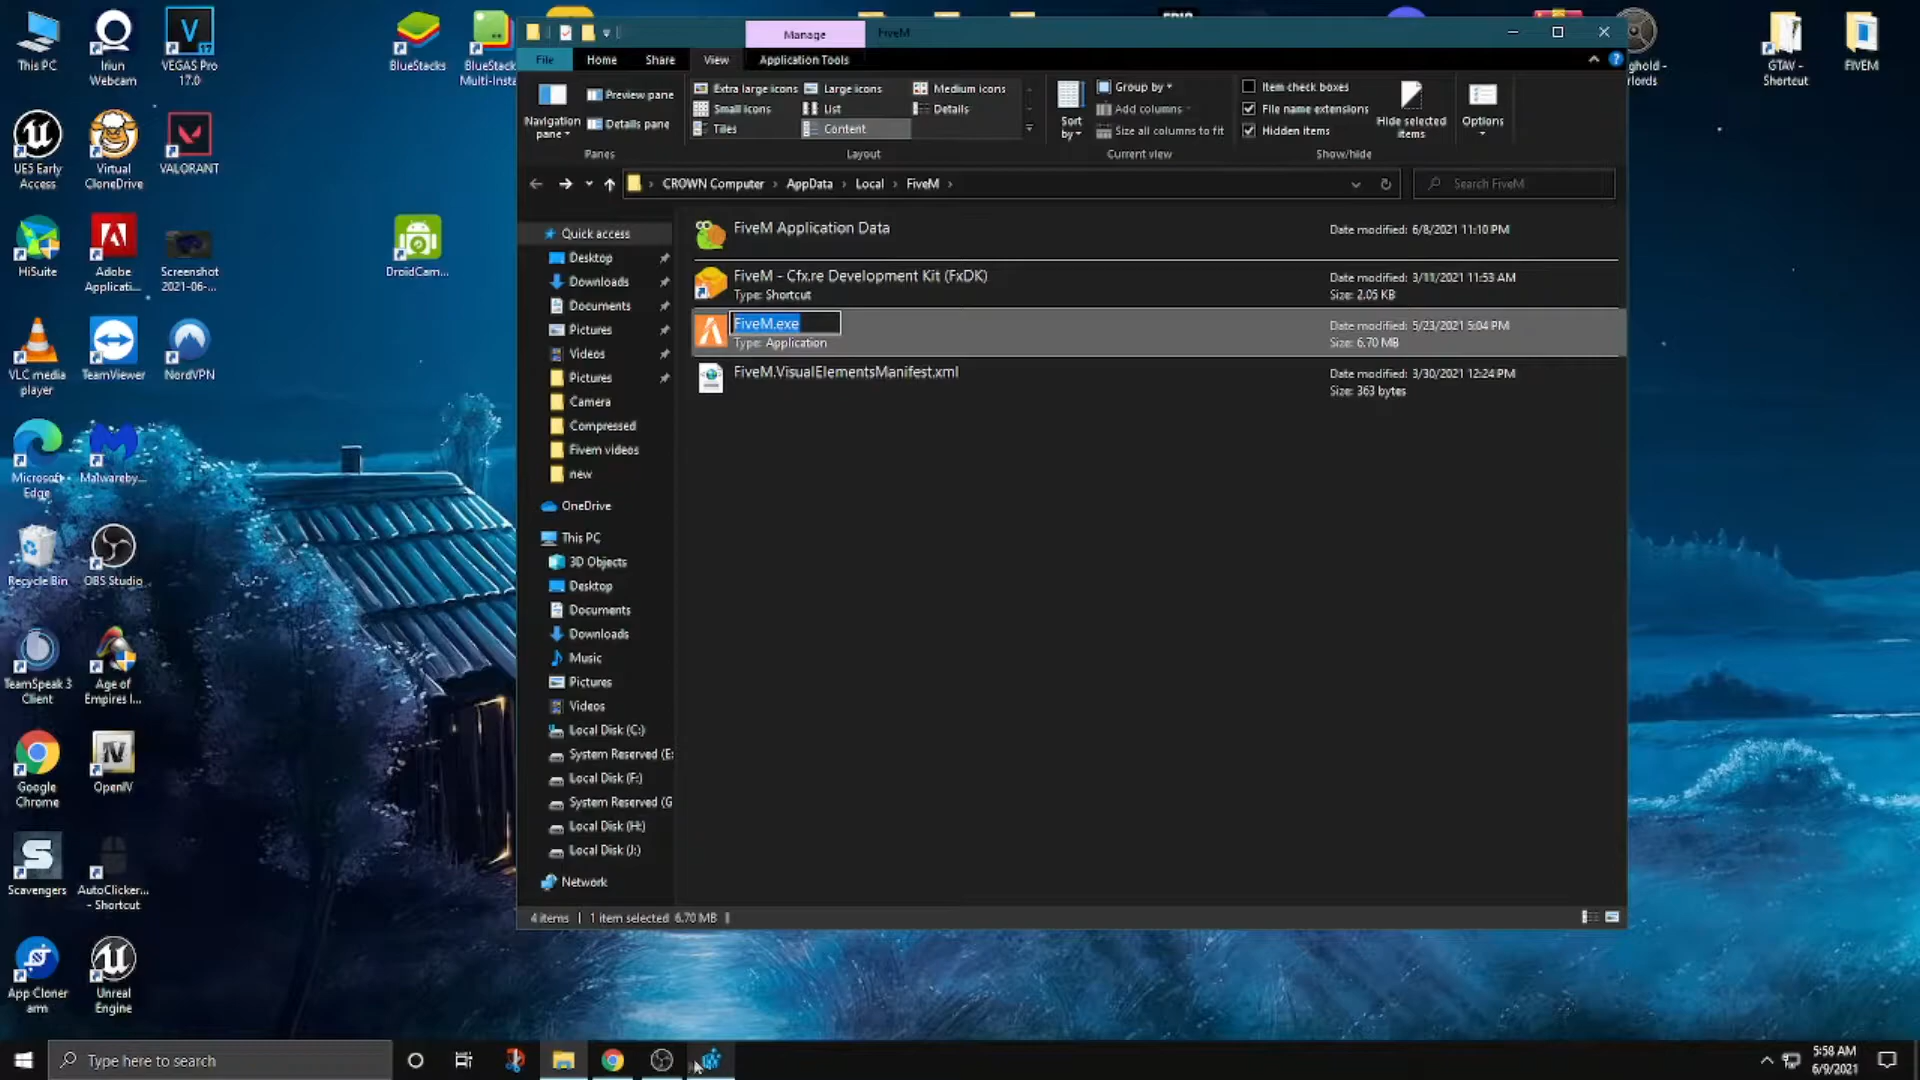 This PC
Iriun Webcam
VEGAS Pro 17.0
BlueStacks
BlueStack Multi-Insta
GTAV - Shortcut
FIVEM
UE5 Early Access
Virtual CloneDrive
VALORANT
HiSuite
Adobe Applicati...
Screenshot 2021-06-...
DroidCam...
VLC media player
TeamViewer
NordVPN
Microsoft Edge
Malwareby...
Recycle Bin
OBS Studio
TeamSpeak 3 Client
Age of Empires I...
Google Chrome
OpenIV
Scavengers
AutoClicker... - Shortcut
App Cloner arm
Unreal Engine
Manage
FiveM
File
Home
Share
View
Application Tools
Navigation pane
Preview pane
Details pane
Panes
Extra large icons
Large icons
Medium icons
Small icons
List
Details
Tiles
Content
Layout
Sort by
Group by
Add columns
Size all columns to fit
Current view
Item check boxes
File name extensions
Hidden items
Hide selected items
Show/hide
Options
CROWN Computer > AppData > Local > FiveM >
Search FiveM
Quick access
Desktop
Downloads
Documents
Pictures
Videos
Pictures
Camera
Compressed
Fivem videos
new
OneDrive
This PC
3D Objects
Desktop
Documents
Downloads
Music
Pictures
Videos
Local Disk (C:)
System Reserved (E:
Local Disk (F:)
System Reserved (G
Local Disk (H:)
Local Disk (J:)
Network
FiveM Application Data
Date modified: 6/8/2021 11:10 PM
FiveM - Cfx.re Development Kit (FxDK)
Type: Shortcut
Date modified: 3/11/2021 11:53 AM
Size: 2.05 KB
FiveM.exe
Type: Application
Date modified: 5/23/2021 5:04 PM
Size: 6.70 MB
FiveM.VisualElementsManifest.xml
Date modified: 3/30/2021 12:24 PM
Size: 363 bytes
4 items | 1 item selected 6.70 MB |
Type here to search
5:58 AM
6/9/2021